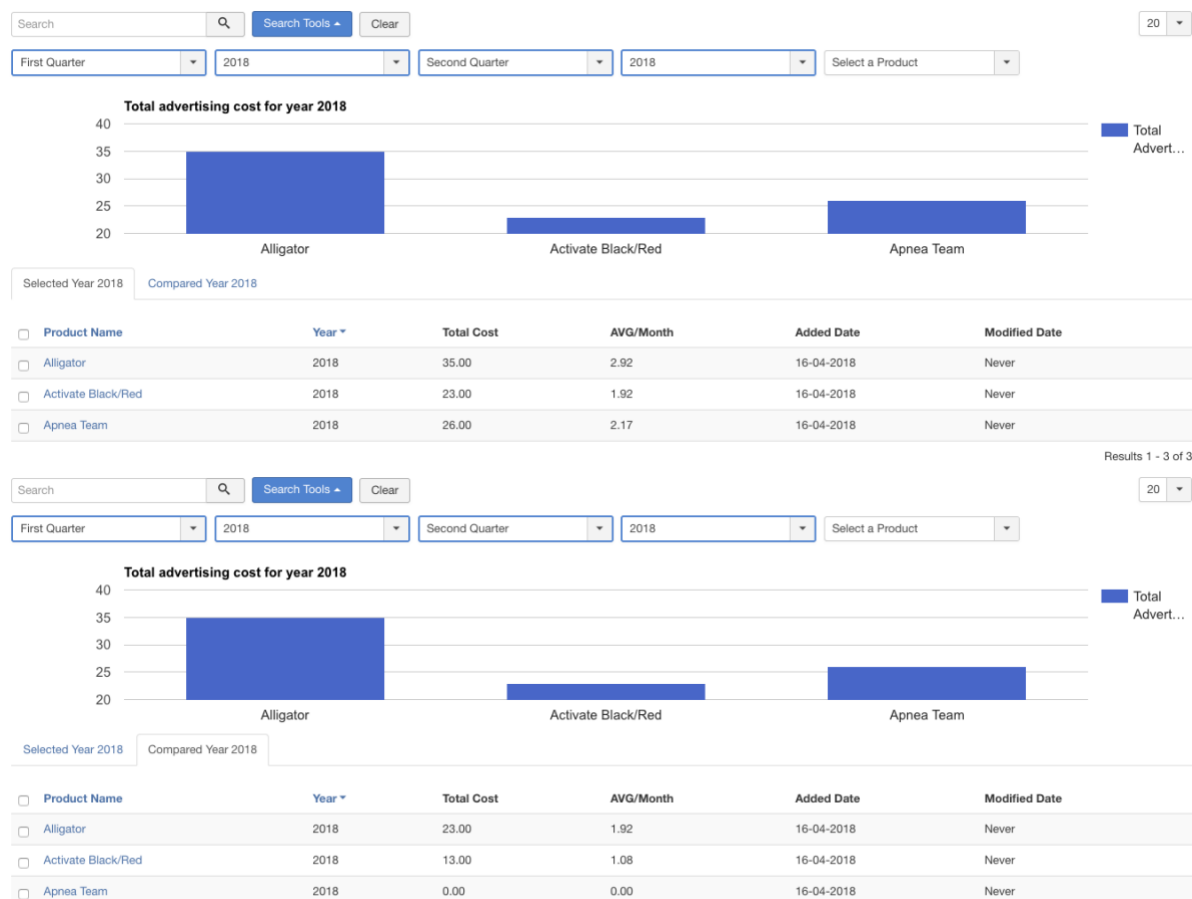 Search Search Tools Clear 20
First Quarter 2018 Second Quarter 2018 Select a Product
Total advertising cost for year 2018
40
35
30
25
20
Total
Advert...
Alligator Activate Black/Red Apnea Team
Selected Year 2018 Compared Year 2018
Product Name Year Total Cost AVG/Month Added Date Modified Date
Alligator 2018 35.00 2.92 16-04-2018 Never
Activate Black/Red 2018 23.00 1.92 16-04-2018 Never
Apnea Team 2018 26.00 2.17 16-04-2018 Never
Results 1 - 3 of 3
Search Search Tools Clear 20
First Quarter 2018 Second Quarter 2018 Select a Product
Total advertising cost for year 2018
40
35
30
25
20
Total
Advert...
Alligator Activate Black/Red Apnea Team
Selected Year 2018 Compared Year 2018
Product Name Year Total Cost AVG/Month Added Date Modified Date
Alligator 2018 23.00 1.92 16-04-2018 Never
Activate Black/Red 2018 13.00 1.08 16-04-2018 Never
Apnea Team 2018 0.00 0.00 16-04-2018 Never